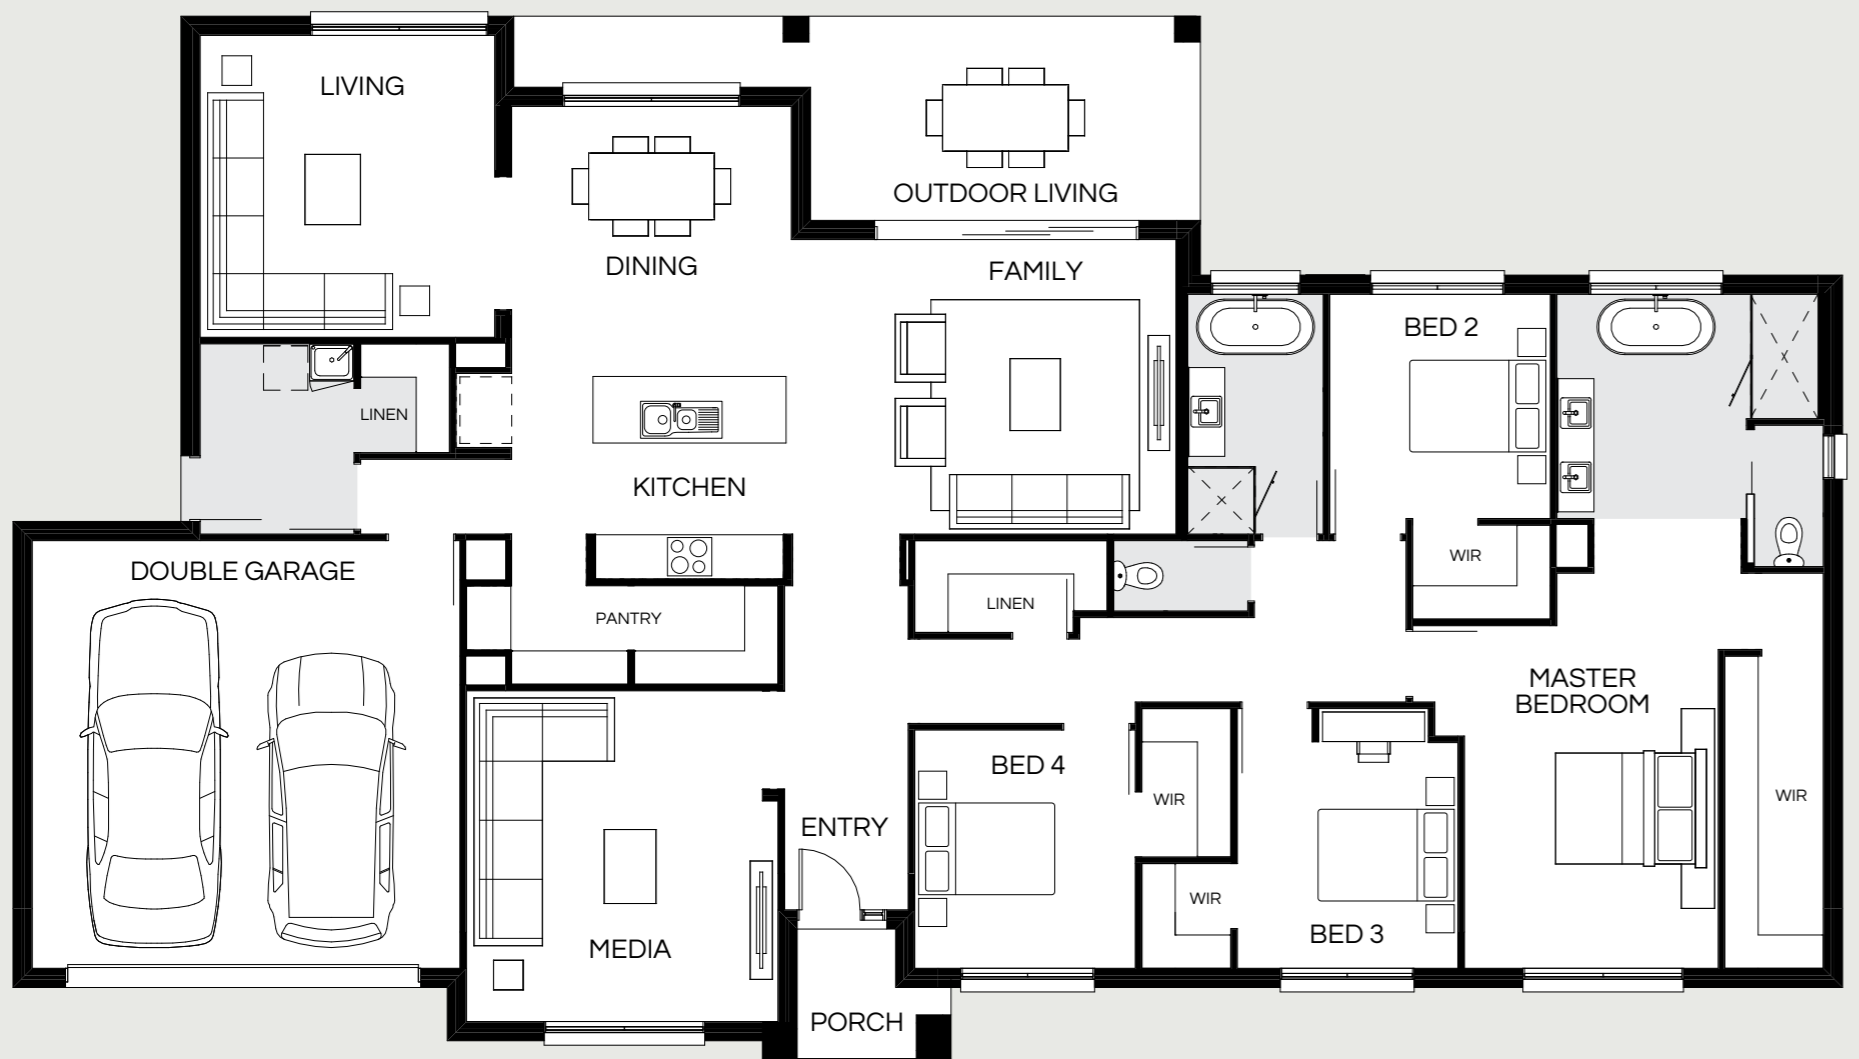 LIVING
OUTDOOR LIVING
DINING
FAMILY
BED 2
LINEN
KITCHEN
WIR
DOUBLE GARAGE
LINEN
PANTRY
MASTER
BEDROOM
BED 4
WIR
WIR
ENTRY
WIR
BED 3
MEDIA
PORCH